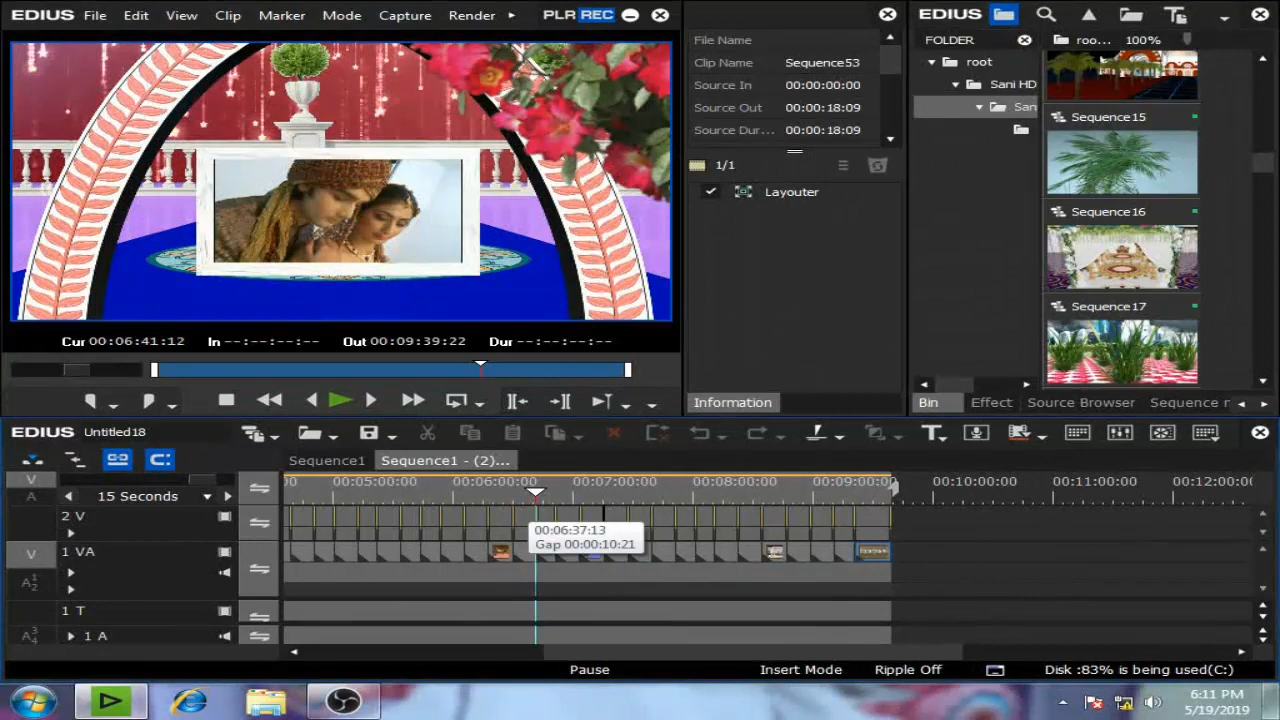 EDIUS File Edit View Clip Marker Mode Capture Render PLR REC
Cur 00:06:41:12 In --:--:--:-- Out 00:09:39:22 Dur --:--:--:--
File Name
Clip Name Sequence53
Source In 00:00:00:00
Source Out 00:00:18:09
Source Dur... 00:00:18:09
1/1
Layouter
Information
EDIUS
FOLDER
roo... 100%
root
Sani HD
San
Sequence15
Sequence16
Sequence17
Bin Effect Source Browser Sequence
EDIUS Untitled18
Sequence1 Sequence1 - (2)...
V
A
15 Seconds
00 00:05:00:00 00:06:00:00 00:07:00:00 00:08:00:00 00:09:00:00 00:10:00:00 00:11:00:00 00:12:00:0
2 V
00:06:37:13
Gap 00:00:10:21
V 1 VA
A1
2
1 T
A3
4
1 A
Pause Insert Mode Ripple Off Disk :83% is being used(C:)
6:11 PM
5/19/2019